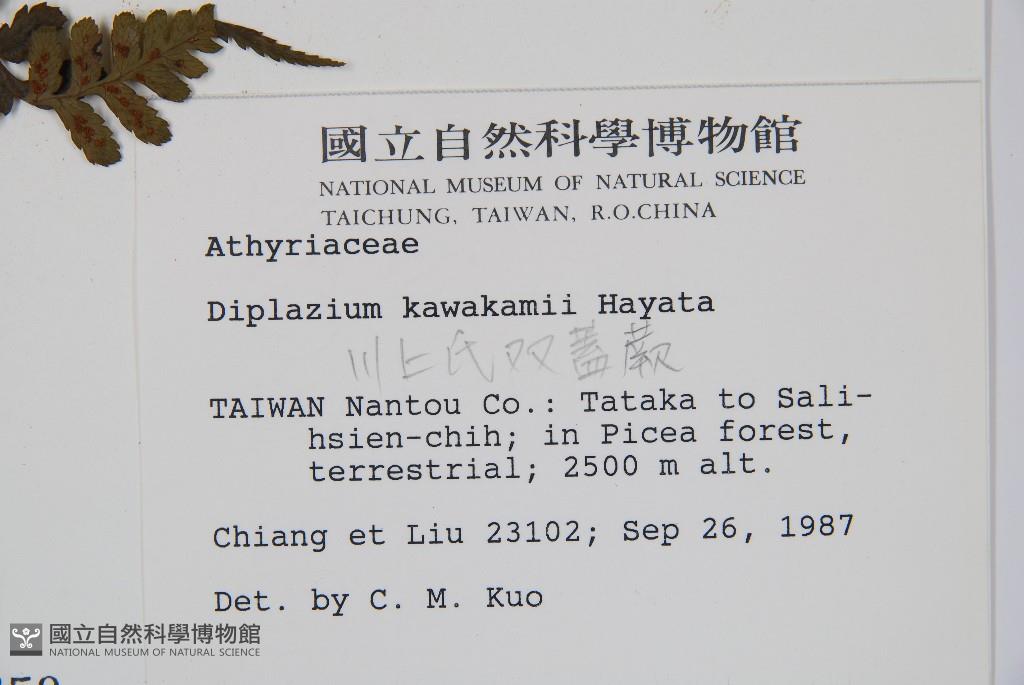 國立自然科學博物館
NATIONAL MUSEUM OF NATURAL SCIENCE
TAICHUNG, TAIWAN, R.O.CHINA
Athyriaceae
Diplazium kawakamii Hayata
川上氏双蓋蕨
TAIWAN Nantou Co.: Tataka to Sali-
hsien-chih; in Picea forest,
terrestrial; 2500 m alt.
Chiang et Liu 23102; Sep 26, 1987
Det. by C. M. Kuo
國立自然科學博物館
NATIONAL MUSEUM OF NATURAL SCIENCE